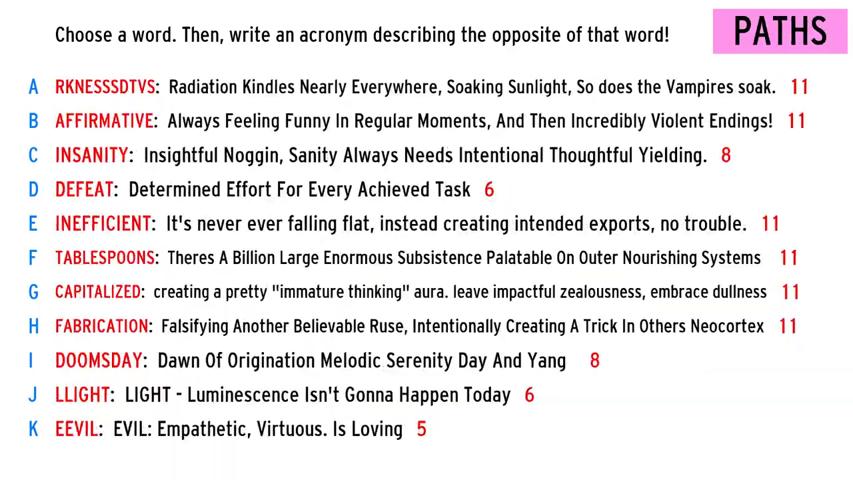 Choose a word. Then, write an acronym describing the opposite of that word!
PATHS
A RKNESSSDTVS: Radiation Kindles Nearly Everywhere, Soaking Sunlight, So does the Vampires soak. 11
B AFFIRMATIVE: Always Feeling Funny In Regular Moments, And Then Incredibly Violent Endings! 11
C INSANITY: Insightful Noggin, Sanity Always Needs Intentional Thoughtful Yielding. 8
D DEFEAT: Determined Effort For Every Achieved Task 6
E INEFFICIENT: It's never ever falling flat, instead creating intended exports, no trouble. 11
F TABLESPOONS: Theres A Billion Large Enormous Subsistence Palatable On Outer Nourishing Systems 11
G CAPITALIZED: creating a pretty "immature thinking" aura. leave impactful zealousness, embrace dullness 11
H FABRICATION: Falsifying Another Believable Ruse, Intentionally Creating A Trick In Others Neocortex 11
I DOOMSDAY: Dawn Of Origination Melodic Serenity Day And Yang 8
J LLIGHT: LIGHT - Luminescence Isn't Gonna Happen Today 6
K EEVIL: EVIL: Empathetic, Virtuous. Is Loving 5